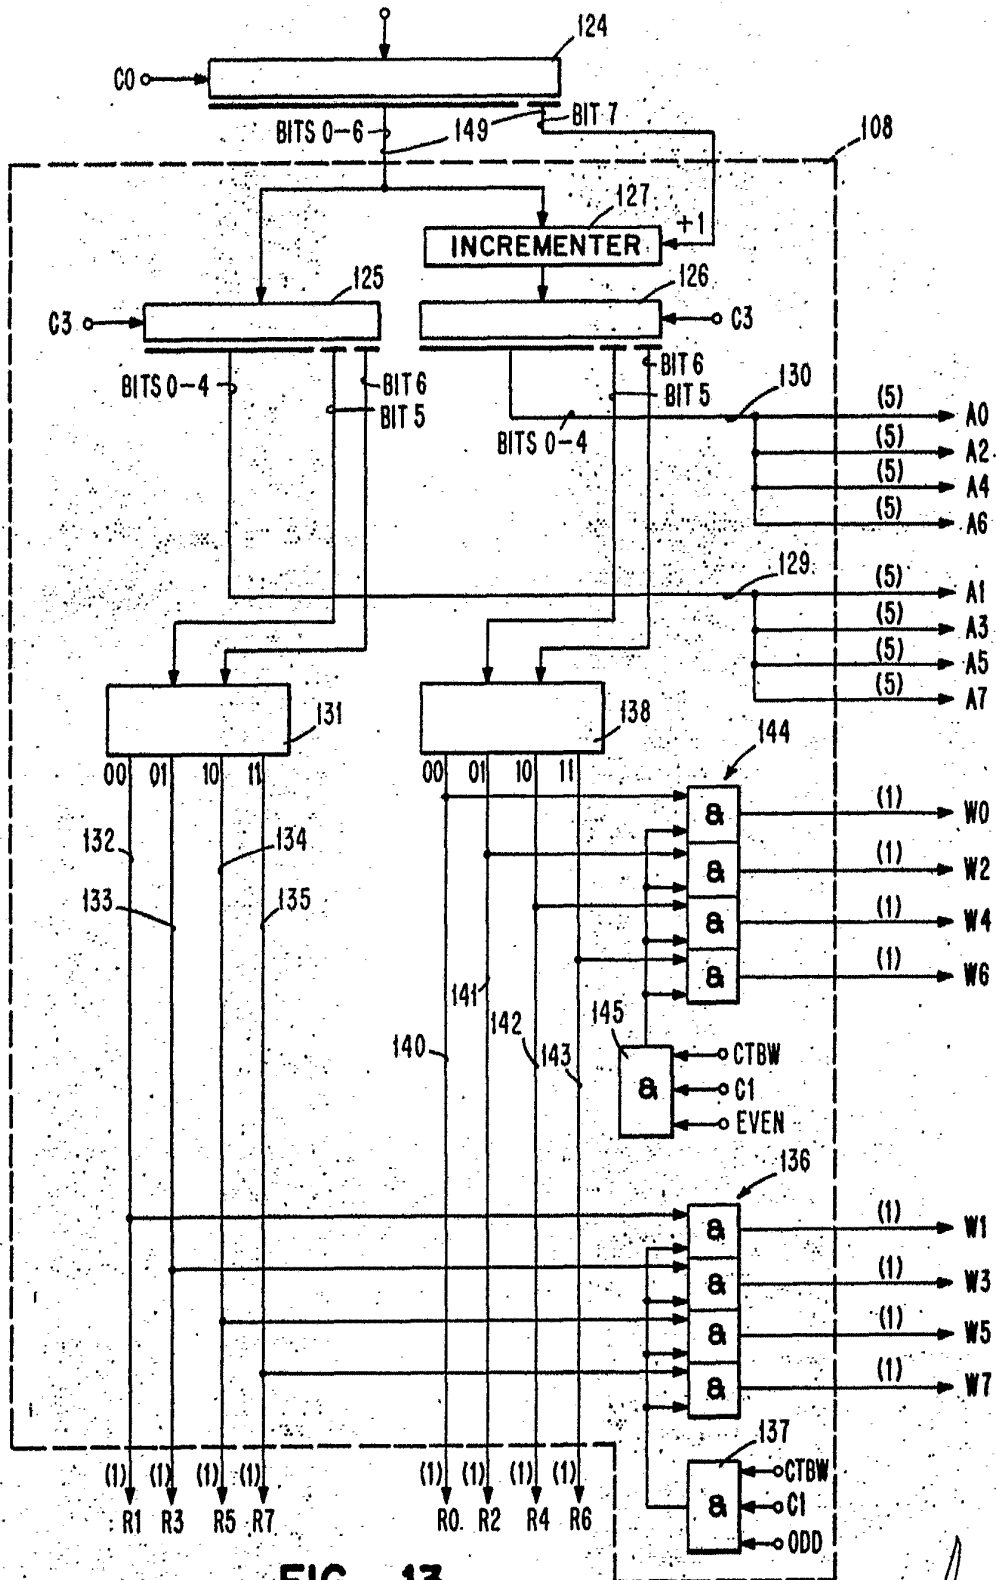 124
C0
BITS 0-6
149
BIT 7
108
127
+1
INCREMENTER
125
126
C3
C3
BITS 0-4
BIT 6
BIT 5
BIT 6
BIT 5
BITS 0-4
130
(5) A0
(5) A2
(5) A4
(5) A6
129
(5) A1
(5) A3
(5) A5
(5) A7
131
138
144
00 01 10 11
00 01 10 11
& (1) W0
& (1) W2
& (1) W4
& (1) W6
132
134
133
135
141
142
140
143
145
&
CTBW
C1
EVEN
136
& (1) W1
& (1) W3
& (1) W5
& (1) W7
137
&
CTBW
C1
ODD
(1) (1) (1) (1)
R1 R3 R5 R7
(1) (1) (1) (1)
R0. R2 R4 R6
FIG. 13